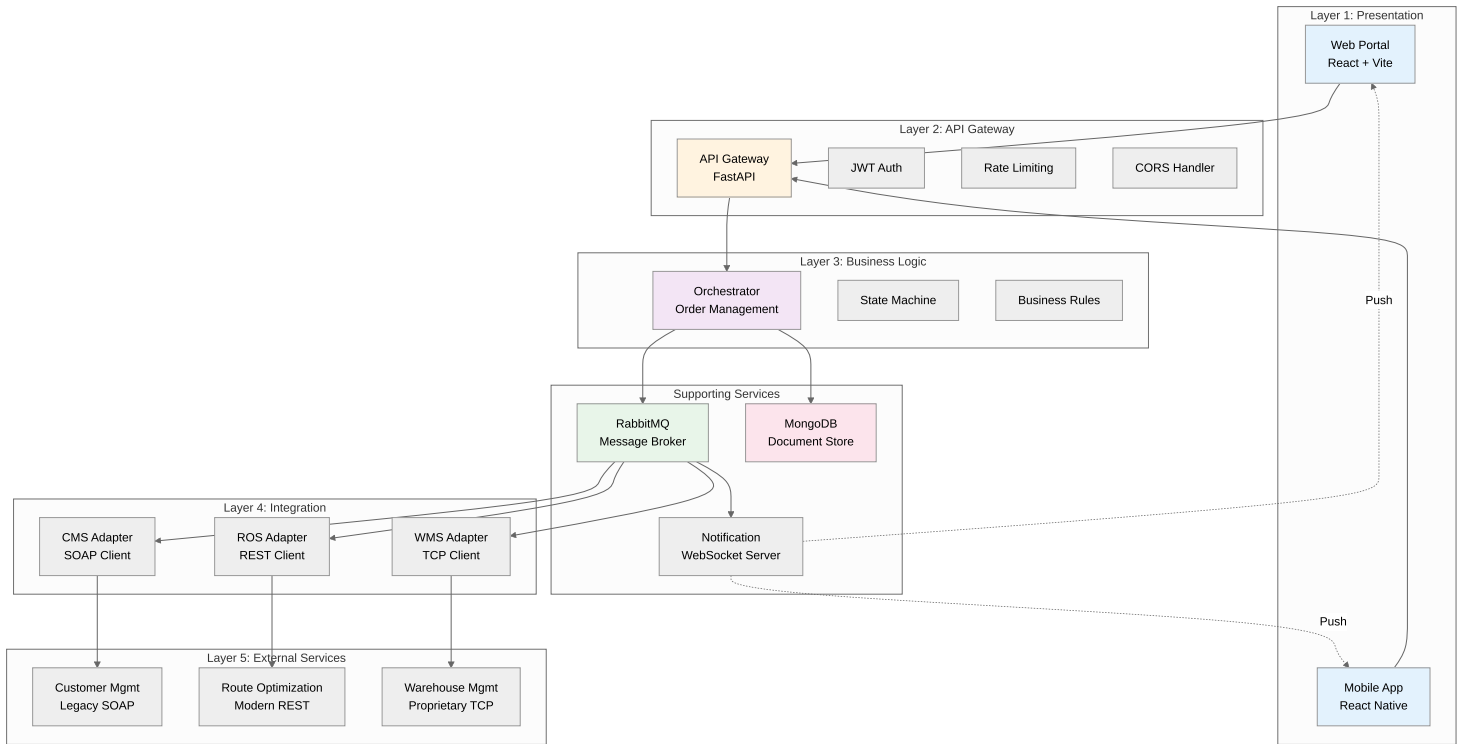 Layer 1: Presentation
Web Portal
React + Vite
Layer 2: API Gateway
API Gateway
FastAPI
JWT Auth
Rate Limiting
CORS Handler
Layer 3: Business Logic
Orchestrator
Order Management
State Machine
Business Rules
Push
Supporting Services
RabbitMQ
Message Broker
MongoDB
Document Store
Layer 4: Integration
CMS Adapter
SOAP Client
ROS Adapter
REST Client
WMS Adapter
TCP Client
Notification
WebSocket Server
Push
Layer 5: External Services
Customer Mgmt
Legacy SOAP
Route Optimization
Modern REST
Warehouse Mgmt
Proprietary TCP
Mobile App
React Native